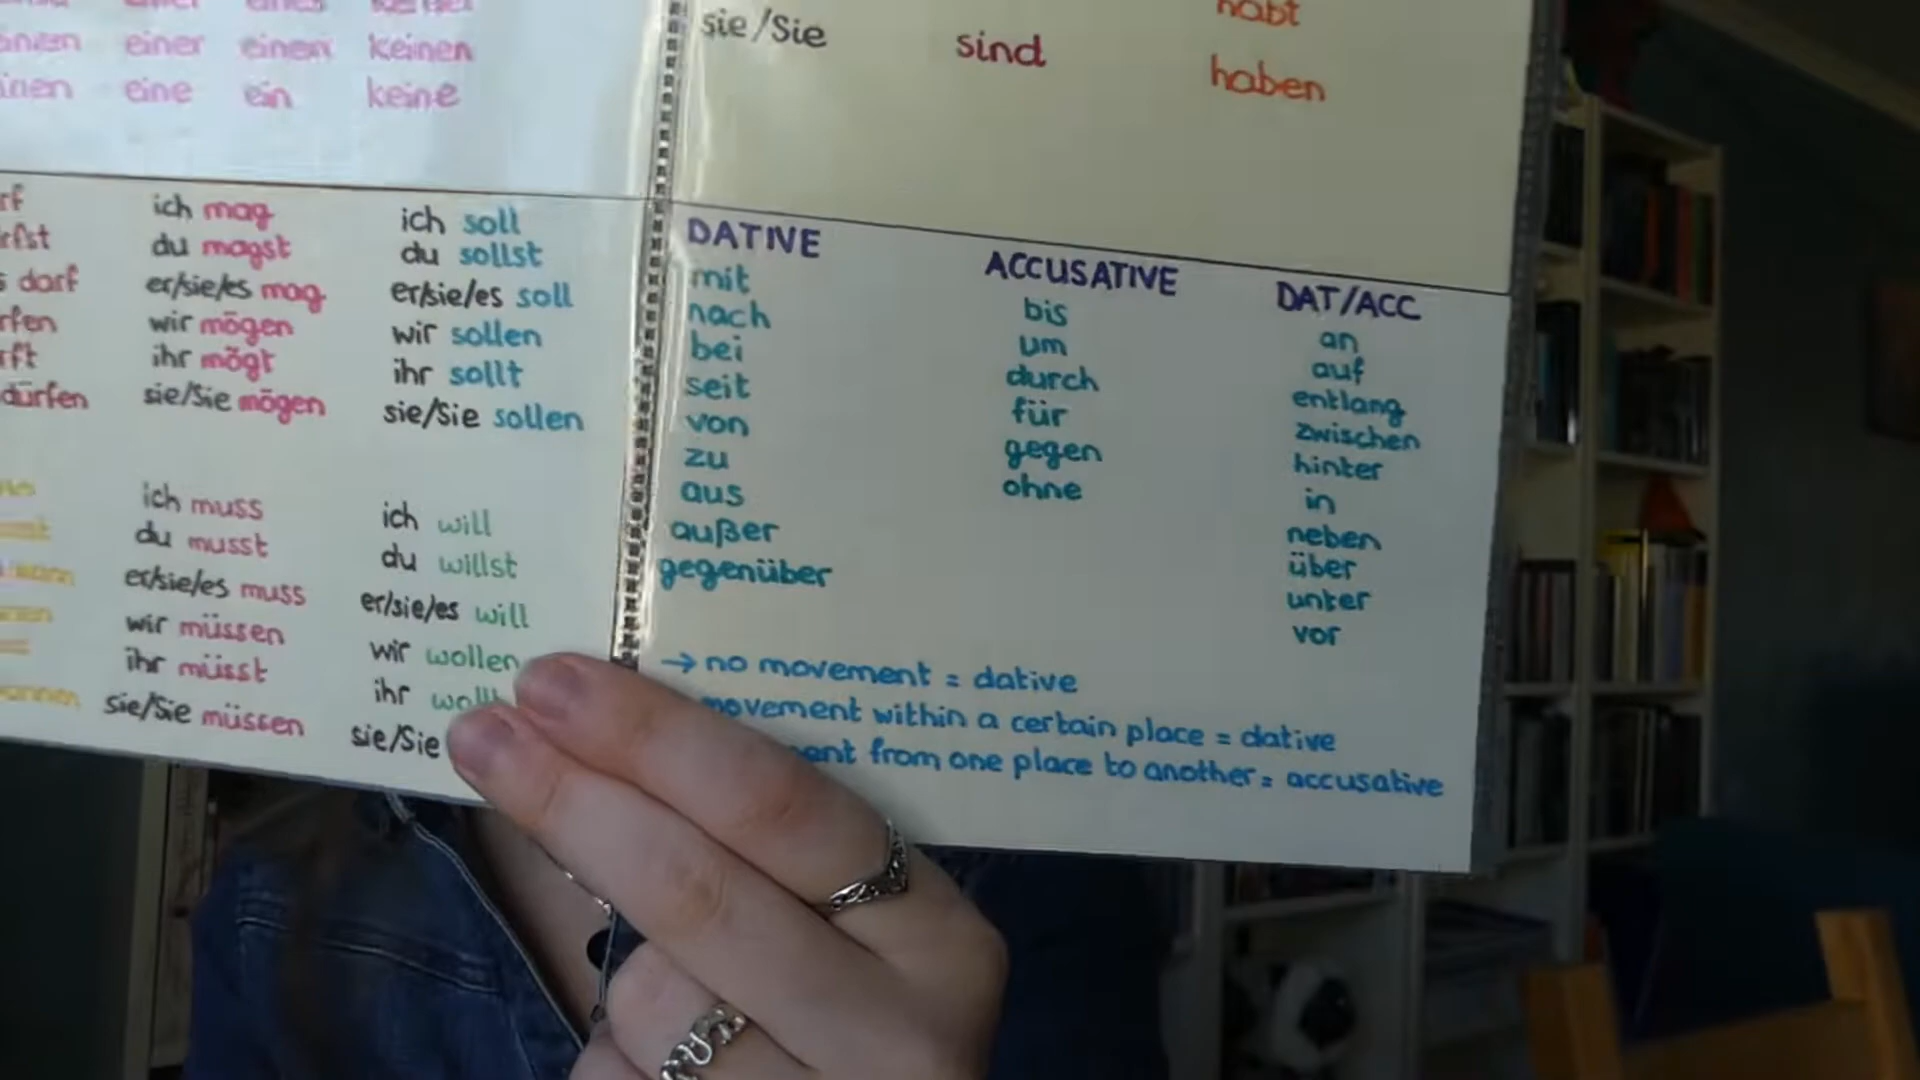 einer einen keinen
eine ein keine
ich mag
du magst
er/sie/es mag
wir mögen
ihr mögt
sie/Sie mögen
ich soll
du sollst
er/sie/es soll
wir sollen
ihr sollt
sie/Sie sollen
darf
dürfen
ich muss
du musst
er/sie/es muss
wir müssen
ihr müsst
sie/Sie müssen
ich will
du willst
er/sie/es will
wir wollen
ihr
sie/Sie
habt
sie/Sie sind haben
DATIVE
mit
nach
bei
seit
von
zu
aus
außer
gegenüber
ACCUSATIVE
bis
um
durch
für
gegen
ohne
DAT/ACC
an
auf
entlang
zwischen
hinter
in
neben
über
unter
vor
→ no movement = dative
movement within a certain place = dative
from one place to another = accusative